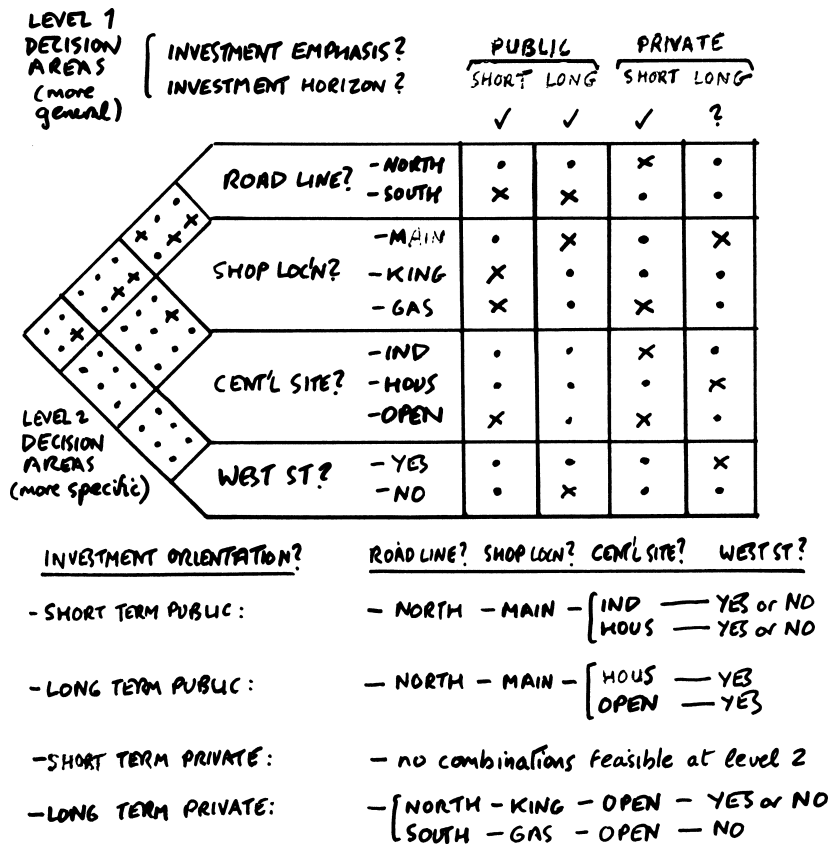 LEVEL 1
DECISION
AREAS
(more
general)
INVESTMENT EMPHASIS?
INVESTMENT HORIZON?
PUBLIC PRIVATE
SHORT LONG SHORT LONG
✓ ✓ ✓ ?
ROAD LINE? - NORTH • • × •
- SOUTH × × • •
SHOP LOC'N? - MAIN • × • ×
- KING × • • •
- GAS × • × •
CENT'L SITE? - IND • • × •
- HOUS • • • ×
- OPEN × • × •
WEST ST? - YES • • • ×
- NO • × • •
LEVEL 2
DECISION
AREAS
(more specific)
INVESTMENT ORIENTATION? ROAD LINE? SHOP LOCN? CENT'L SITE? WEST ST?
- SHORT TERM PUBLIC: - NORTH - MAIN - [ IND — YES or NO
HOUS — YES or NO
- LONG TERM PUBLIC: - NORTH - MAIN - [ HOUS — YES
OPEN — YES
- SHORT TERM PRIVATE: - no combinations feasible at level 2
- LONG TERM PRIVATE: - [ NORTH - KING - OPEN - YES or NO
SOUTH - GAS - OPEN - NO